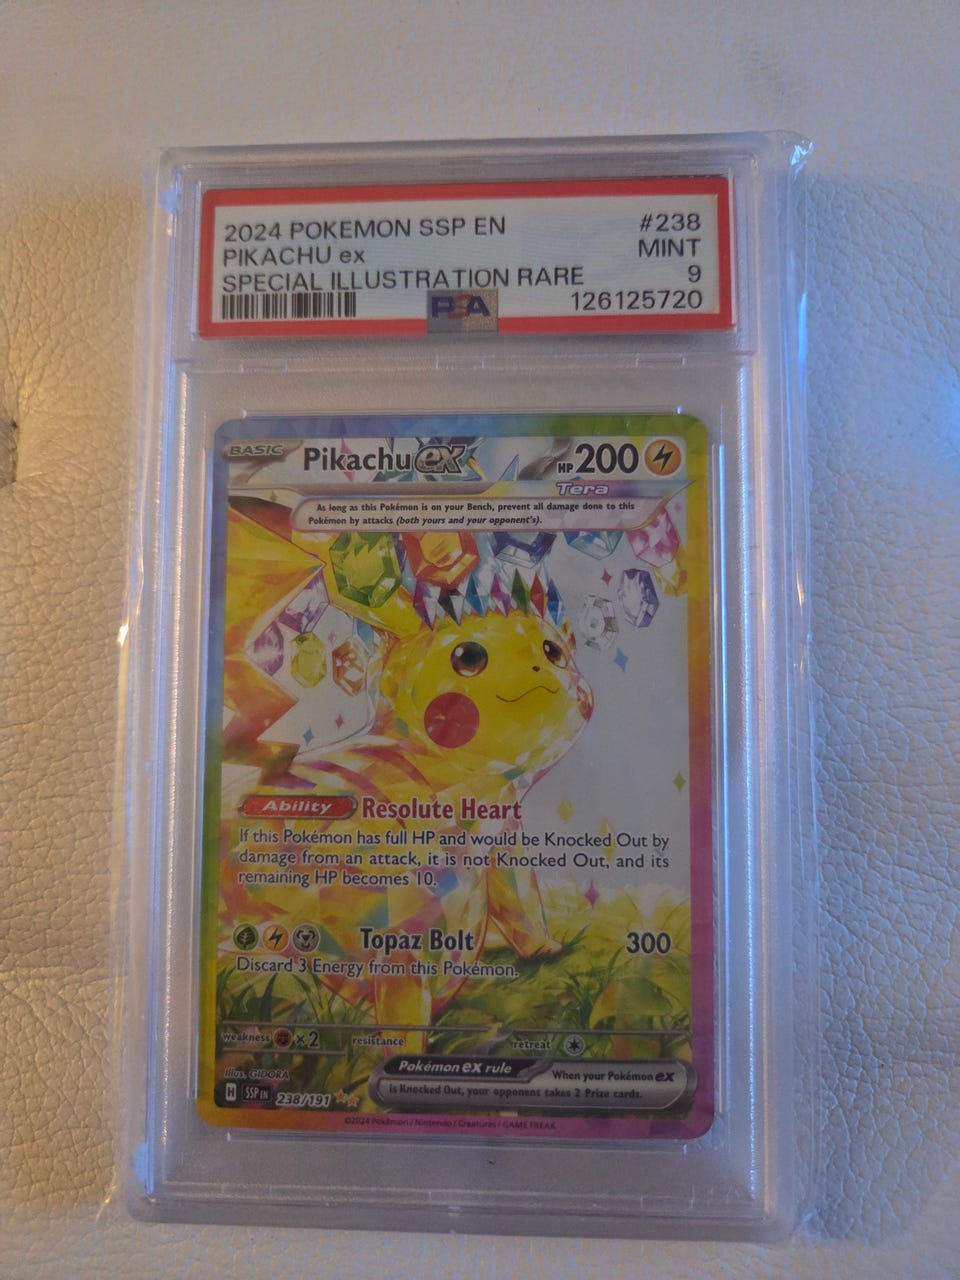 2024 POKEMON SSP EN #238
PIKACHU ex MINT
SPECIAL ILLUSTRATION RARE 9
PSA 126125720
BASIC Pikachu ex HP 200
Tera
As long as this Pokémon is on your Bench, prevent all damage done to this
Pokémon by attacks (both yours and your opponent's).
Ability Resolute Heart
If this Pokémon has full HP and would be Knocked Out by
damage from an attack, it is not Knocked Out, and its
remaining HP becomes 10.
Topaz Bolt 300
Discard 3 Energy from this Pokémon.
weakness ×2 resistance retreat
Illus. GIDORA
Pokémon ex rule When your Pokémon ex
is Knocked Out, your opponent takes 2 Prize cards.
H SSP EN 238/191
©2024 Pokémon / Nintendo / Creatures / GAME FREAK